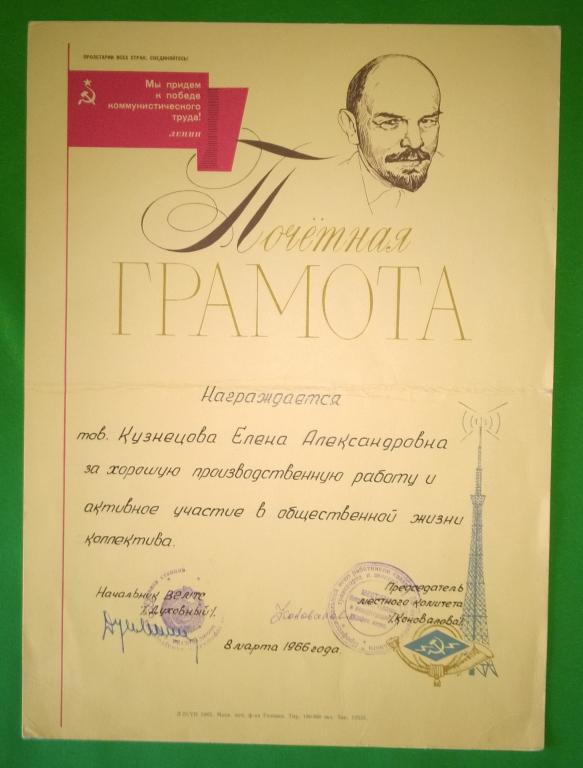 ПРОЛЕТАРИИ ВСЕХ СТРАН, СОЕДИНЯЙТЕСЬ!
Мы придем
к победе
коммунистического
труда!
ЛЕНИН
Почётная
ГРАМОТА
Награждается
тов. Кузнецова Елена Александровна
за хорошую производственную работу и
активное участие в общественной жизни
коллектива.
Начальник
/Духовный/.
Председатель
местного комитета
/Коновалова/.
8 марта 1966 года.